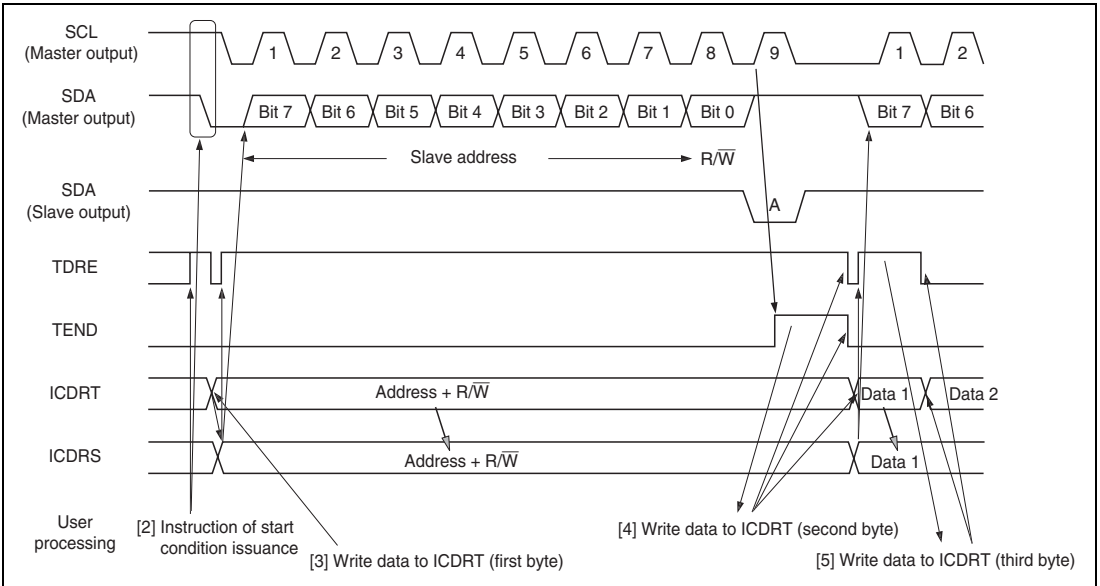 SCL
(Master output)
1 2 3 4 5 6 7 8 9 1 2
SDA
(Master output)
Bit 7 Bit 6 Bit 5 Bit 4 Bit 3 Bit 2 Bit 1 Bit 0 Bit 7 Bit 6
Slave address R/W̅
SDA
(Slave output)
A
TDRE
TEND
ICDRT
Address + R/W̅ Data 1 Data 2
ICDRS
Address + R/W̅ Data 1
User
processing
[2] Instruction of start
condition issuance
[3] Write data to ICDRT (first byte)
[4] Write data to ICDRT (second byte)
[5] Write data to ICDRT (third byte)